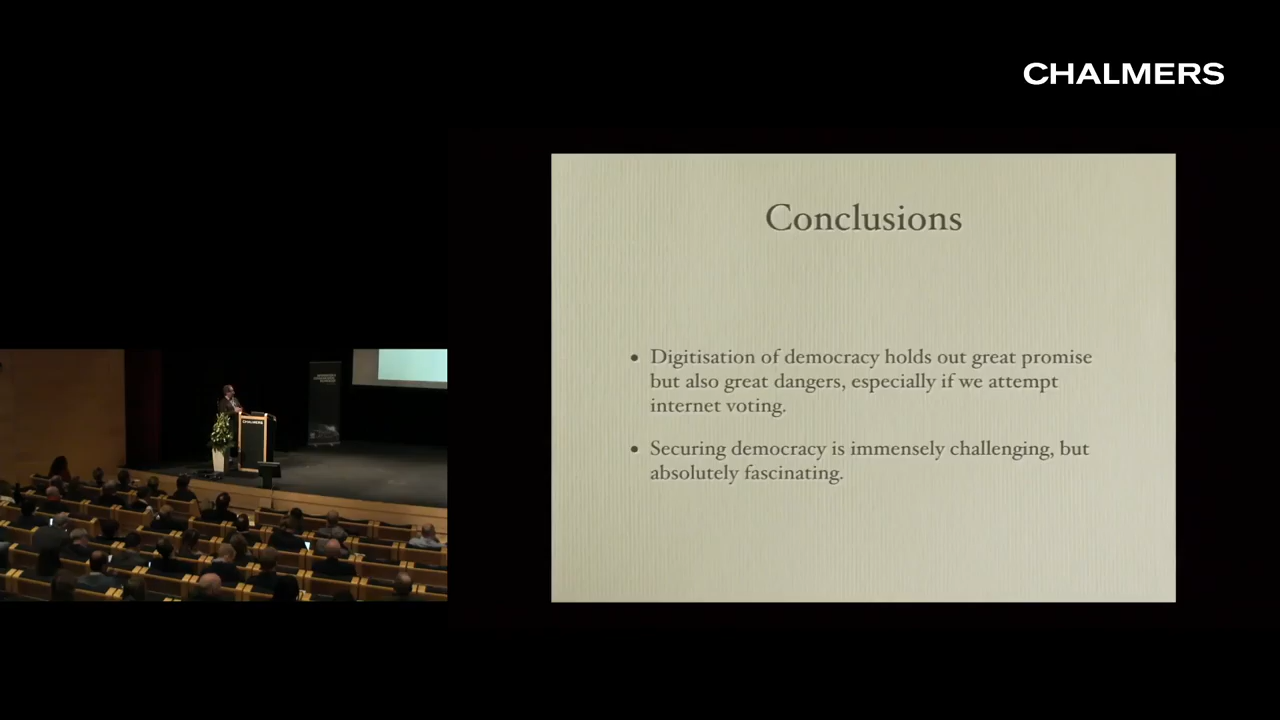 CHALMERS
Conclusions
• Digitisation of democracy holds out great promise
but also great dangers, especially if we attempt
internet voting.
• Securing democracy is immensely challenging, but
absolutely fascinating.
CHALMERS